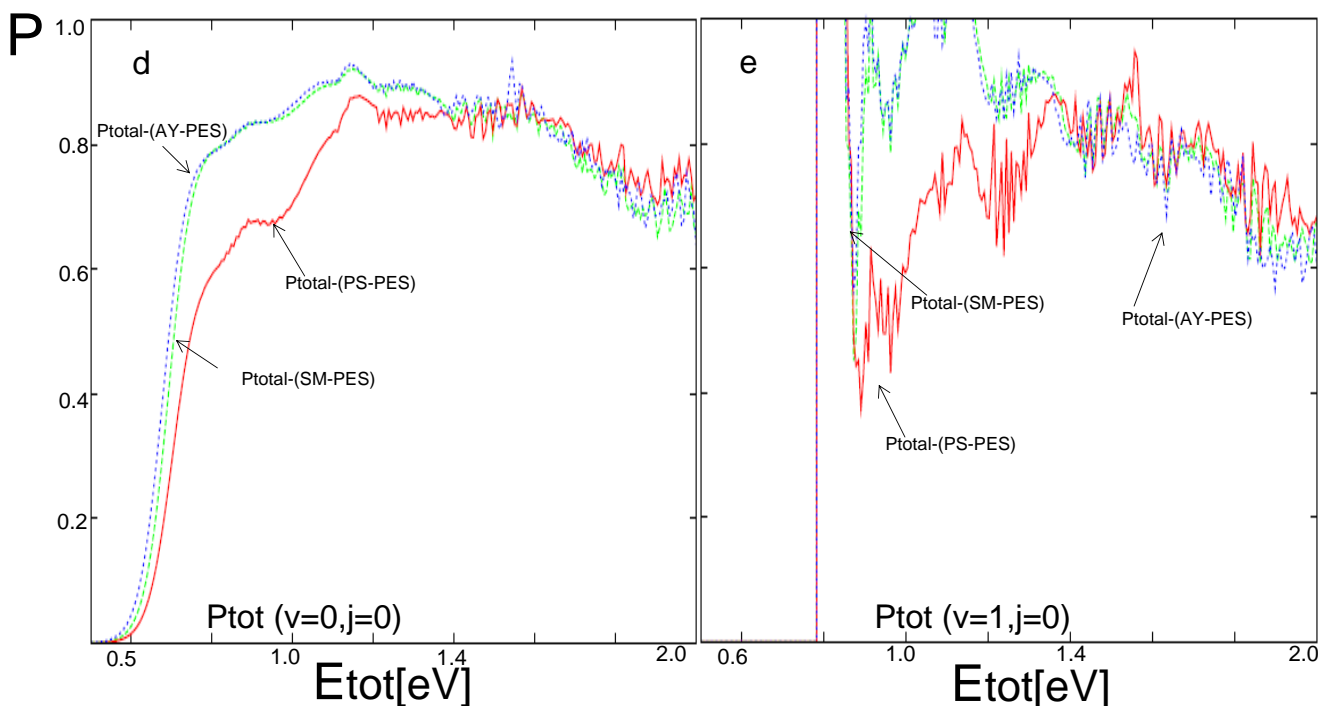 P
1.0
0.8
0.6
0.4
0.2
d
Ptotal-(AY-PES)
Ptotal-(PS-PES)
Ptotal-(SM-PES)
Ptot (v=0,j=0)
0.5 1.0 1.4 2.0
Etot[eV]
e
Ptotal-(SM-PES)
Ptotal-(AY-PES)
Ptotal-(PS-PES)
Ptot (v=1,j=0)
0.6 1.0 1.4 2.0
Etot[eV]